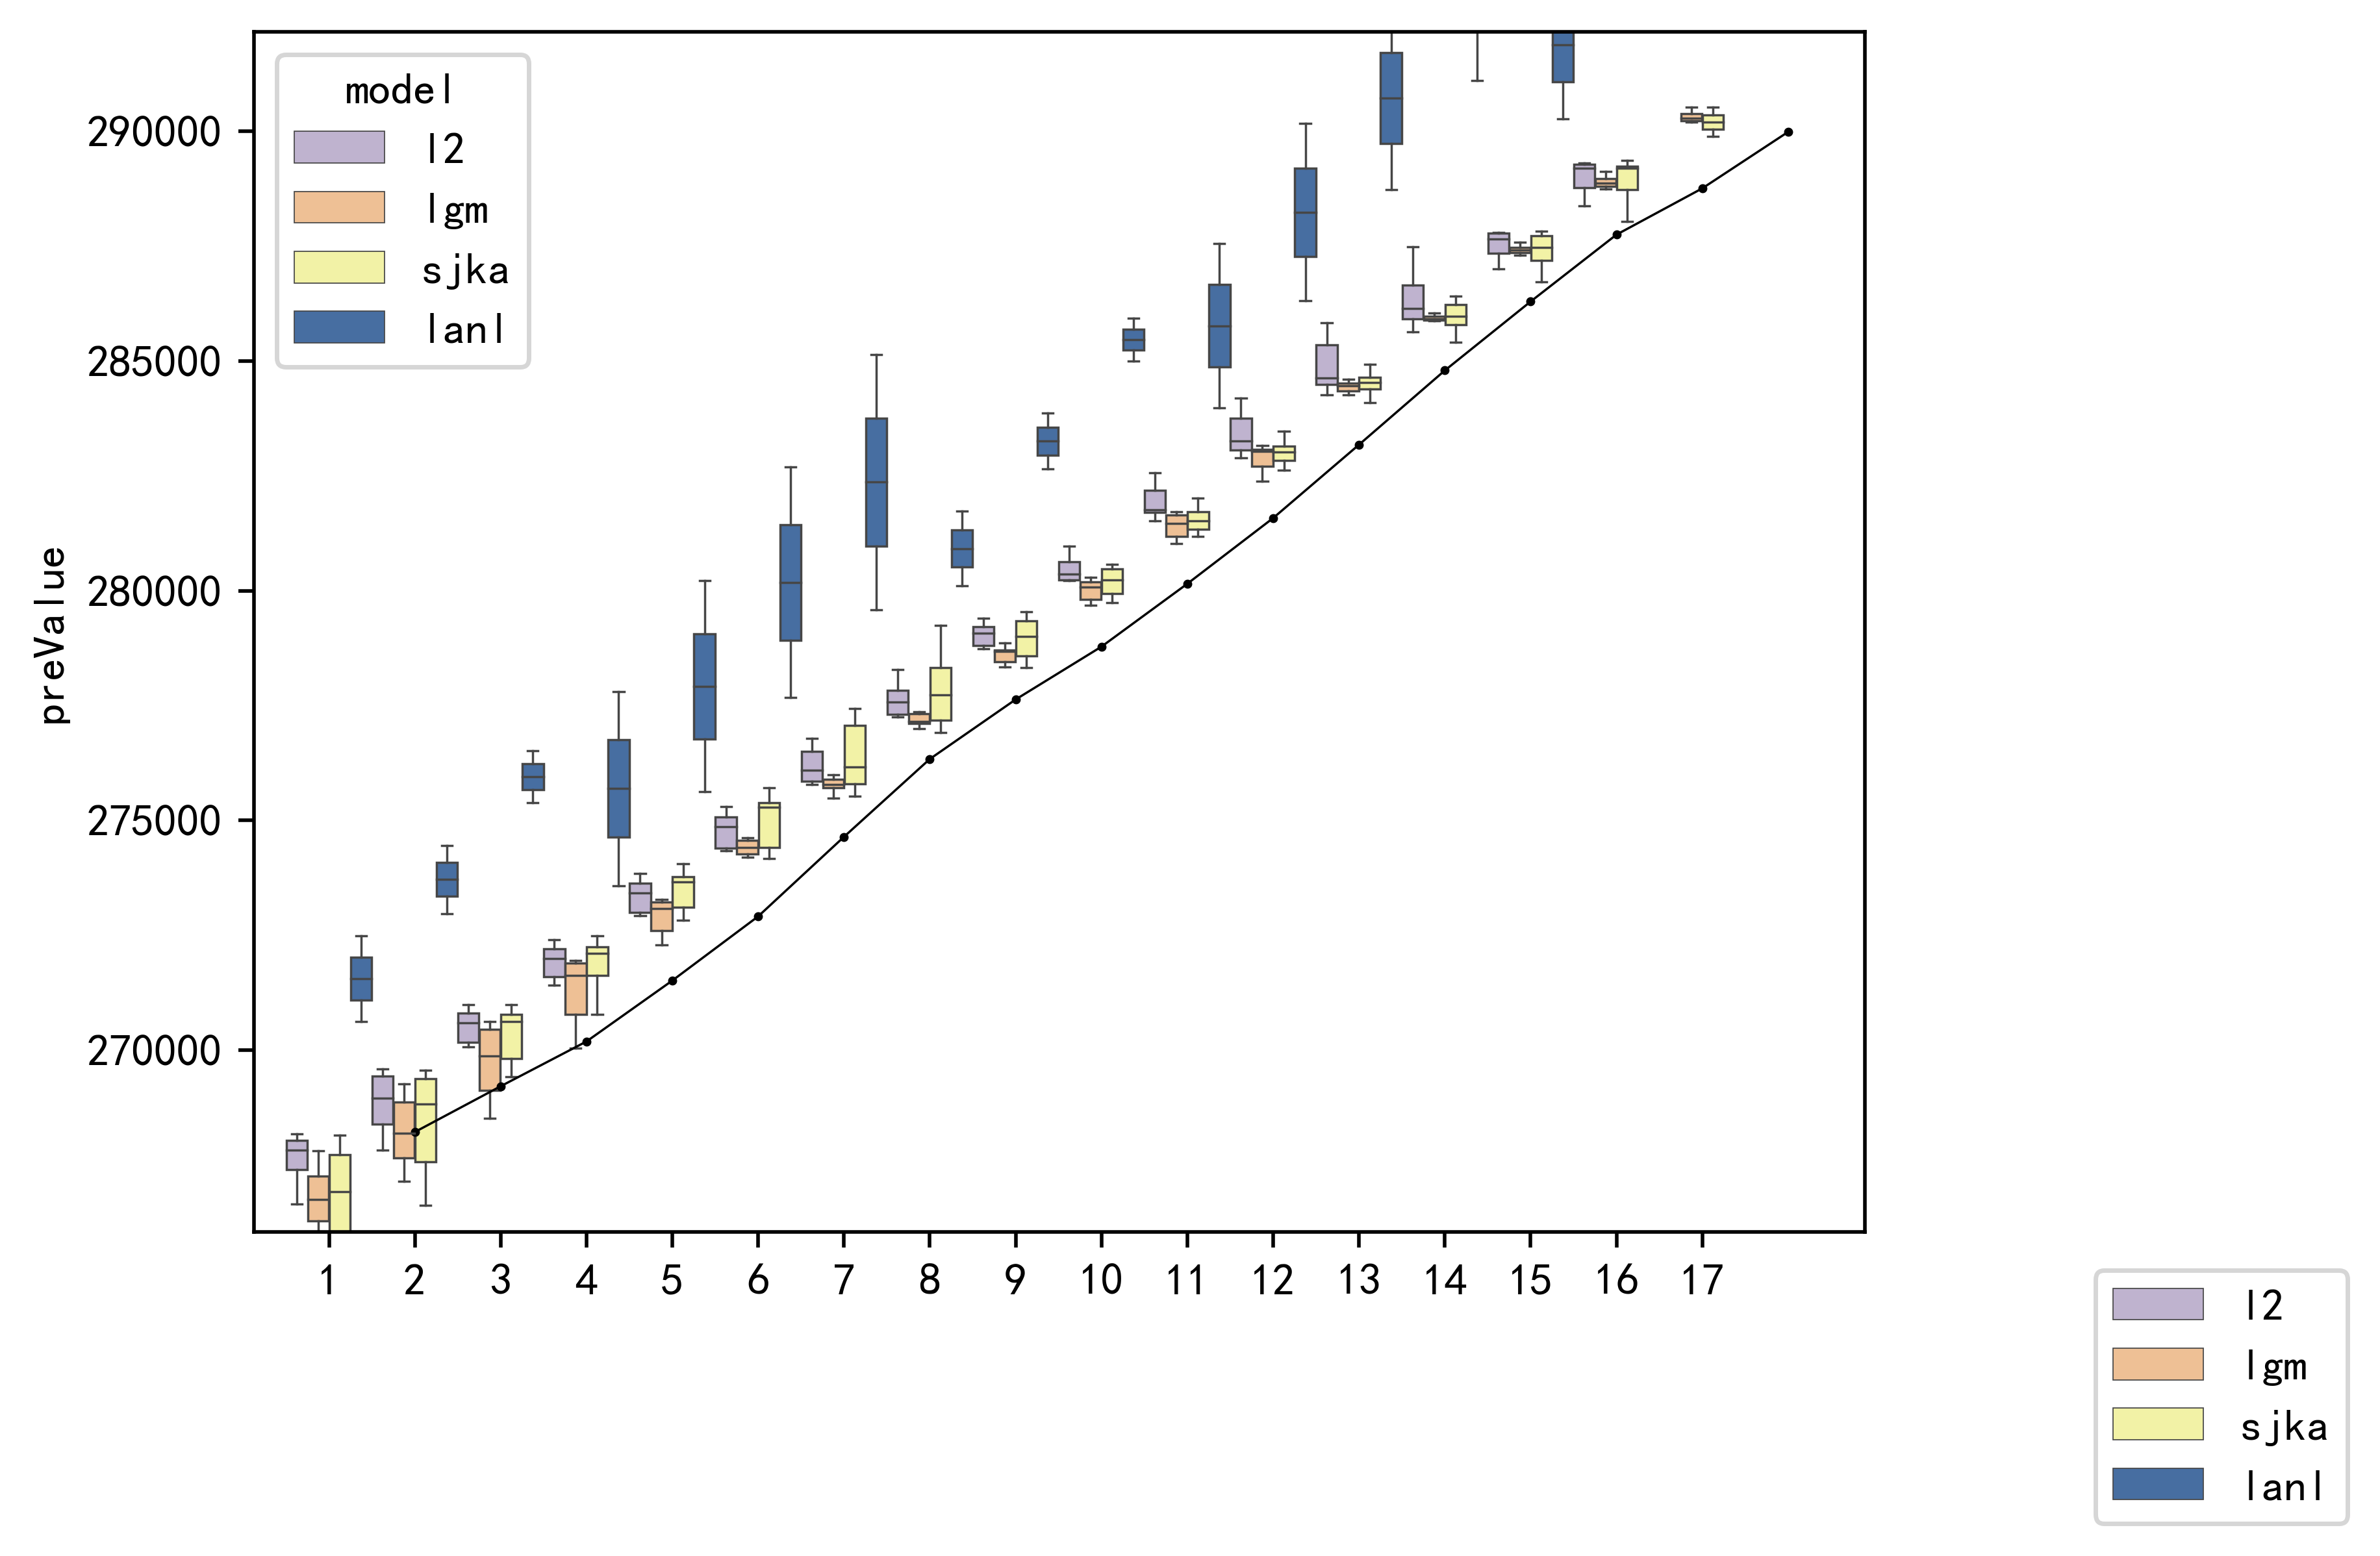 model
l2
lgm
sjka
lanl
290000
285000
280000
275000
270000
preValue
1 2 3 4 5 6 7 8 9 10 11 12 13 14 15 16 17
l2
lgm
sjka
lanl